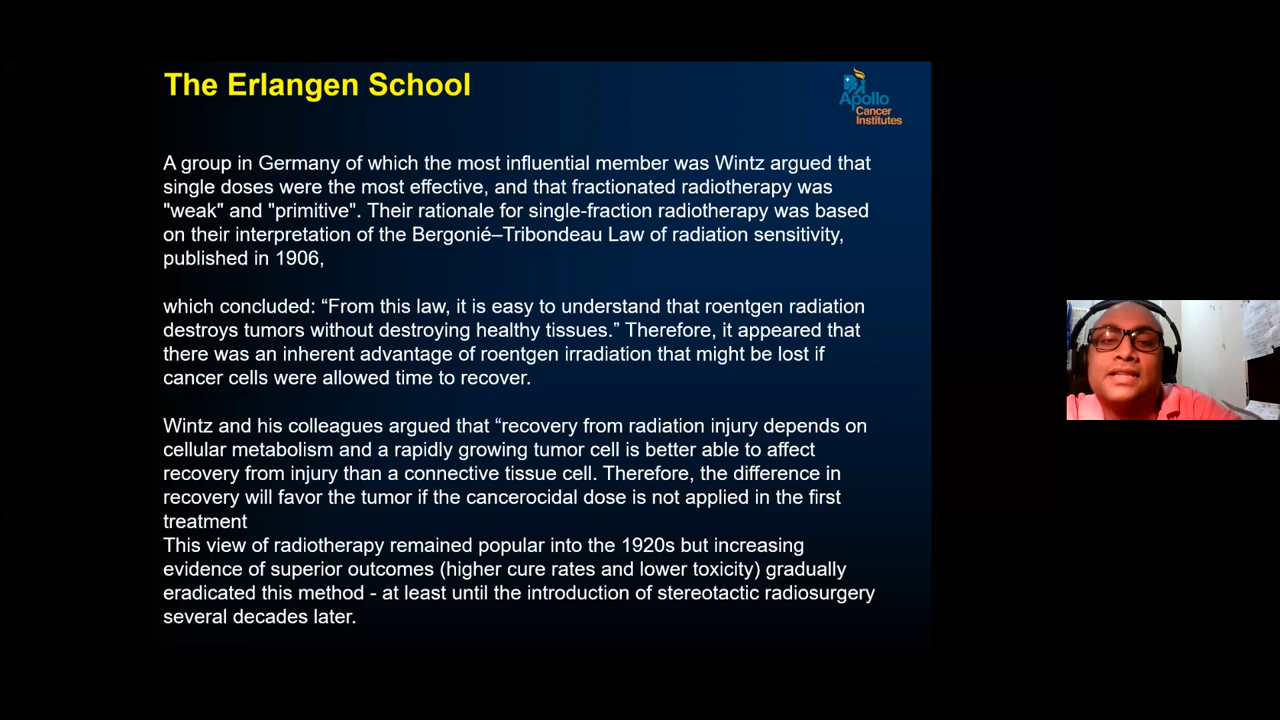 The Erlangen School
Apollo
Cancer
Institutes
A group in Germany of which the most influential member was Wintz argued that
single doses were the most effective, and that fractionated radiotherapy was
"weak" and "primitive". Their rationale for single-fraction radiotherapy was based
on their interpretation of the Bergonié–Tribondeau Law of radiation sensitivity,
published in 1906,
which concluded: “From this law, it is easy to understand that roentgen radiation
destroys tumors without destroying healthy tissues.” Therefore, it appeared that
there was an inherent advantage of roentgen irradiation that might be lost if
cancer cells were allowed time to recover.
Wintz and his colleagues argued that “recovery from radiation injury depends on
cellular metabolism and a rapidly growing tumor cell is better able to affect
recovery from injury than a connective tissue cell. Therefore, the difference in
recovery will favor the tumor if the cancerocidal dose is not applied in the first
treatment
This view of radiotherapy remained popular into the 1920s but increasing
evidence of superior outcomes (higher cure rates and lower toxicity) gradually
eradicated this method - at least until the introduction of stereotactic radiosurgery
several decades later.